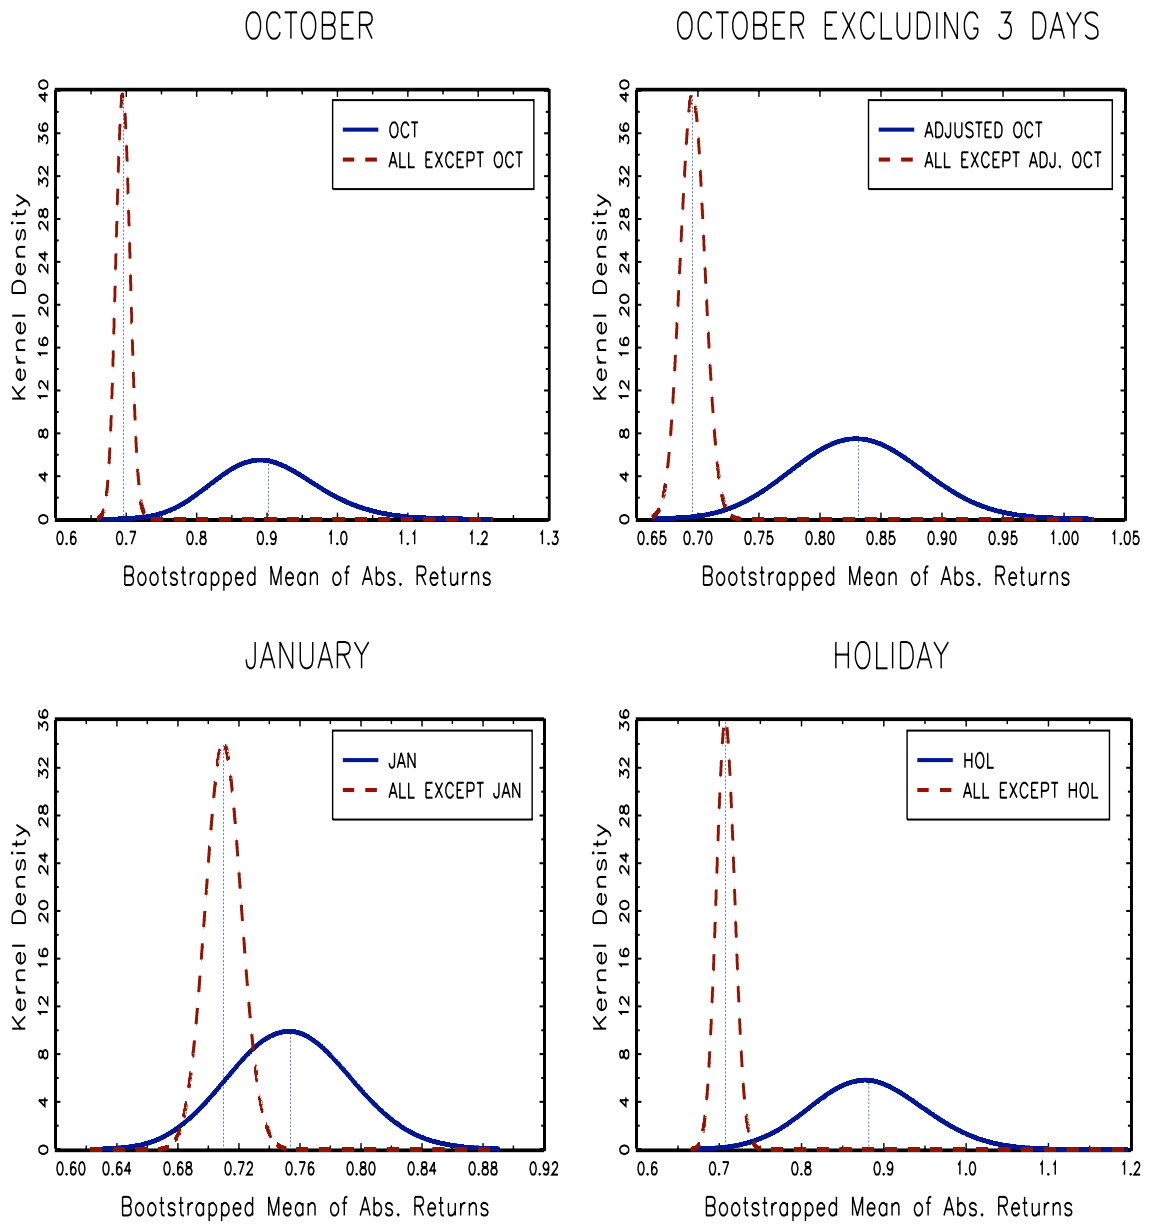 OCTOBER
OCT
ALL EXCEPT OCT
Kernel Density
0 4 8 12 16 20 24 28 32 36 40
0.6 0.7 0.8 0.9 1.0 1.1 1.2 1.3
Bootstrapped Mean of Abs. Returns
OCTOBER EXCLUDING 3 DAYS
ADJUSTED OCT
ALL EXCEPT ADJ. OCT
Kernel Density
0 4 8 12 16 20 24 28 32 36 40
0.65 0.70 0.75 0.80 0.85 0.90 0.95 1.00 1.05
Bootstrapped Mean of Abs. Returns
JANUARY
JAN
ALL EXCEPT JAN
Kernel Density
0 4 8 12 16 20 24 28 32 36
0.60 0.64 0.68 0.72 0.76 0.80 0.84 0.88 0.92
Bootstrapped Mean of Abs. Returns
HOLIDAY
HOL
ALL EXCEPT HOL
Kernel Density
0 4 8 12 16 20 24 28 32 36
0.6 0.7 0.8 0.9 1.0 1.1 1.2
Bootstrapped Mean of Abs. Returns